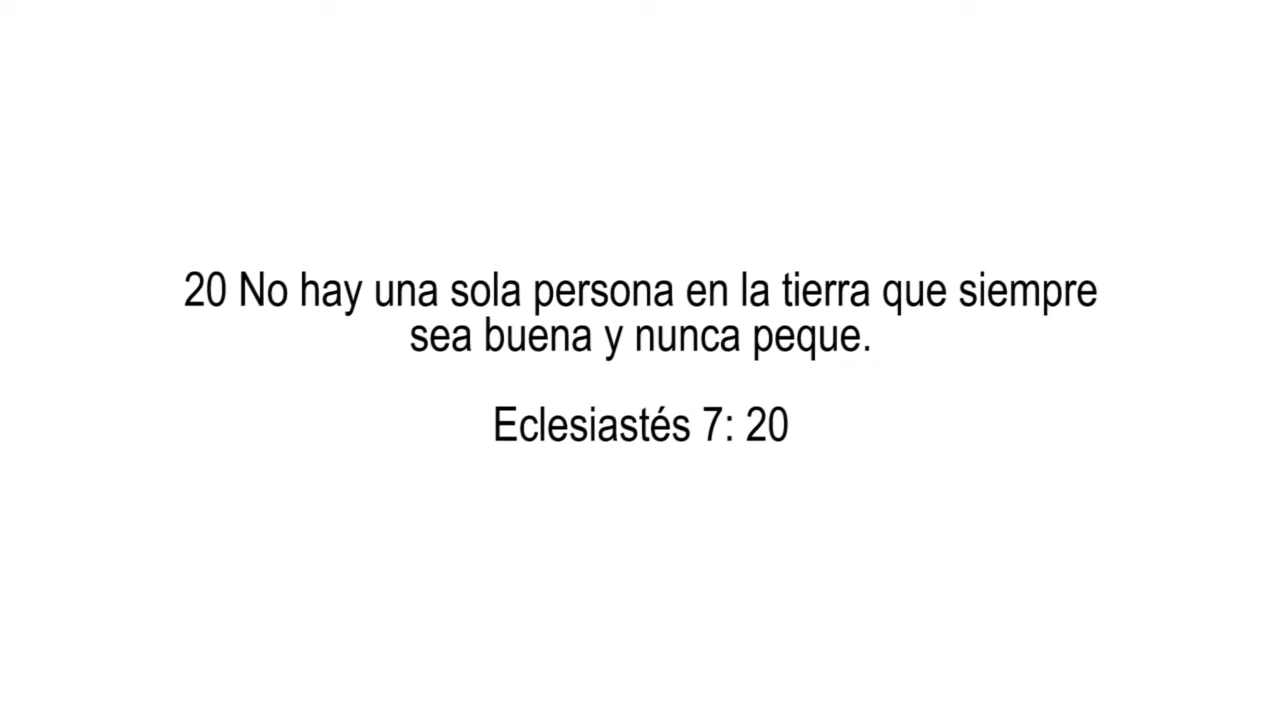 20 No hay una sola persona en la tierra que siempre
sea buena y nunca peque.
Eclesiastés 7: 20